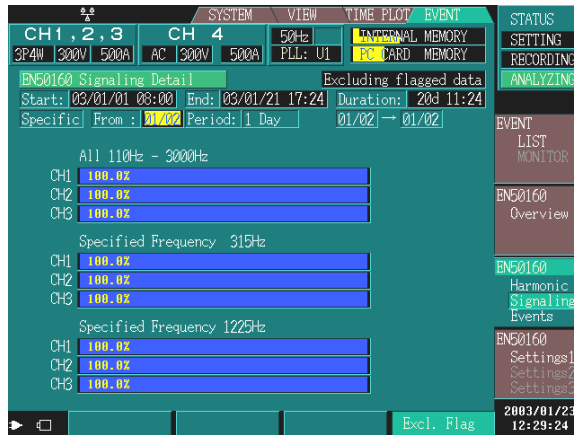 SYSTEM VIEW TIME PLOT EVENT
CH1,2,3 CH 4 50Hz INTERNAL MEMORY
3P4W 300V 500A AC 300V 500A PLL: U1 PC CARD MEMORY
EN50160 Signaling Detail Excluding flagged data
Start: 03/01/01 08:00 End: 03/01/21 17:24 Duration: 20d 11:24
Specific From : 01/02 Period: 1 Day 01/02 → 01/02
All 110Hz - 3000Hz
CH1 100.0%
CH2 100.0%
CH3 100.0%
Specified Frequency 315Hz
CH1 100.0%
CH2 100.0%
CH3 100.0%
Specified Frequency 1225Hz
CH1 100.0%
CH2 100.0%
CH3 100.0%
Excl. Flag
STATUS
SETTING
RECORDING
ANALYZING
EVENT
LIST
MONITOR
EN50160
Overview
EN50160
Harmonic
Signaling
Events
EN50160
Settings1
Settings2
Settings3
2003/01/23
12:29:24